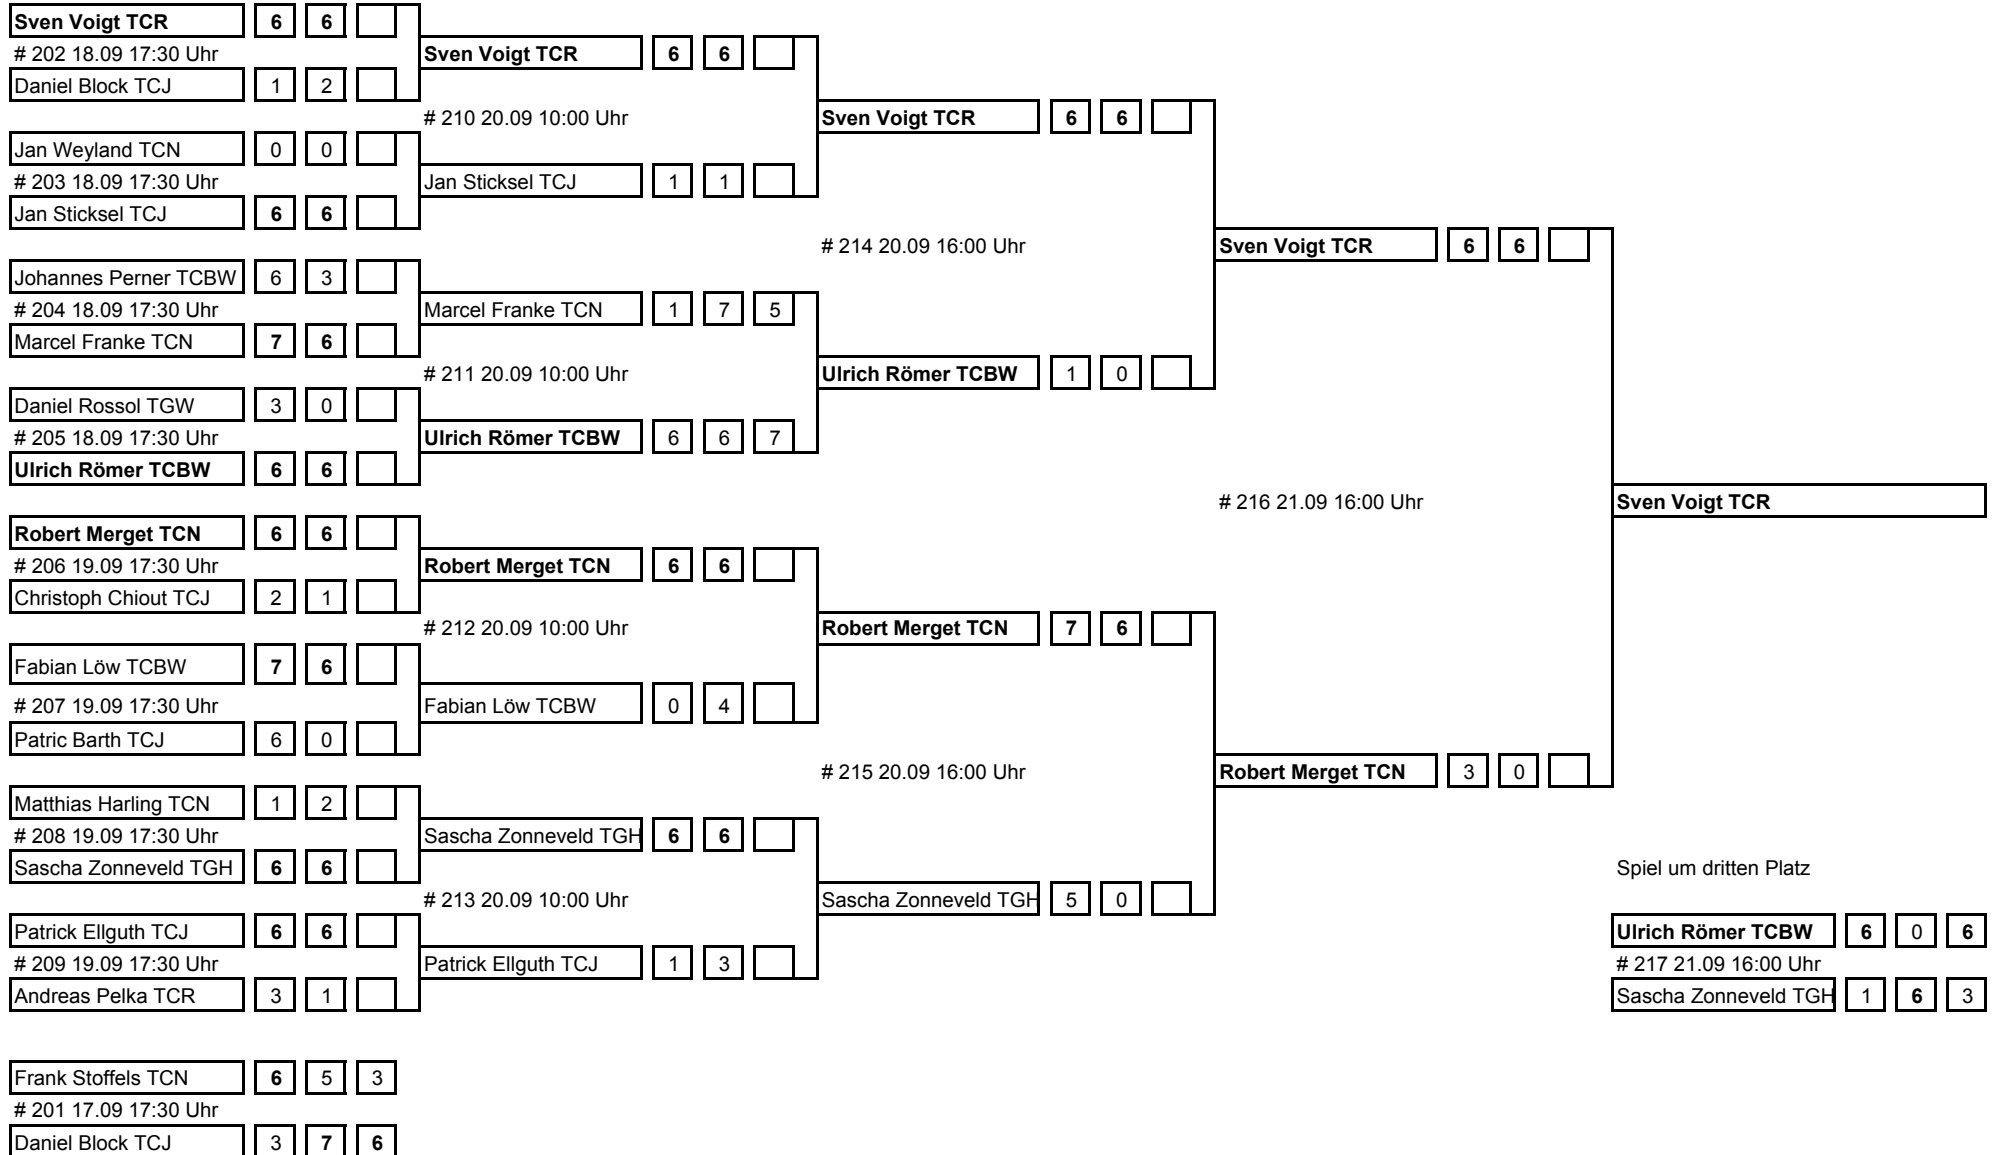 Sven Voigt TCR 6 6
# 202 18.09 17:30 Uhr
Daniel Block TCJ 1 2
Jan Weyland TCN 0 0
# 203 18.09 17:30 Uhr
Jan Sticksel TCJ 6 6
Johannes Perner TCBW 6 3
# 204 18.09 17:30 Uhr
Marcel Franke TCN 7 6
Daniel Rossol TGW 3 0
# 205 18.09 17:30 Uhr
Ulrich Römer TCBW 6 6
Robert Merget TCN 6 6
# 206 19.09 17:30 Uhr
Christoph Chiout TCJ 2 1
Fabian Löw TCBW 7 6
# 207 19.09 17:30 Uhr
Patric Barth TCJ 6 0
Matthias Harling TCN 1 2
# 208 19.09 17:30 Uhr
Sascha Zonneveld TGH 6 6
Patrick Ellguth TCJ 6 6
# 209 19.09 17:30 Uhr
Andreas Pelka TCR 3 1
Frank Stoffels TCN 6 5 3
# 201 17.09 17:30 Uhr
Daniel Block TCJ 3 7 6
Sven Voigt TCR 6 6
# 210 20.09 10:00 Uhr
Jan Sticksel TCJ 1 1
Marcel Franke TCN 1 7 5
# 211 20.09 10:00 Uhr
Ulrich Römer TCBW 6 6 7
Robert Merget TCN 6 6
# 212 20.09 10:00 Uhr
Fabian Löw TCBW 0 4
Sascha Zonneveld TGH 6 6
# 213 20.09 10:00 Uhr
Patrick Ellguth TCJ 1 3
Sven Voigt TCR 6 6
# 214 20.09 16:00 Uhr
Ulrich Römer TCBW 1 0
Robert Merget TCN 7 6
# 215 20.09 16:00 Uhr
Sascha Zonneveld TGH 5 0
Sven Voigt TCR 6 6
# 216 21.09 16:00 Uhr
Robert Merget TCN 3 0
Sven Voigt TCR
Spiel um dritten Platz
Ulrich Römer TCBW 6 0 6
# 217 21.09 16:00 Uhr
Sascha Zonneveld TGH 1 6 3